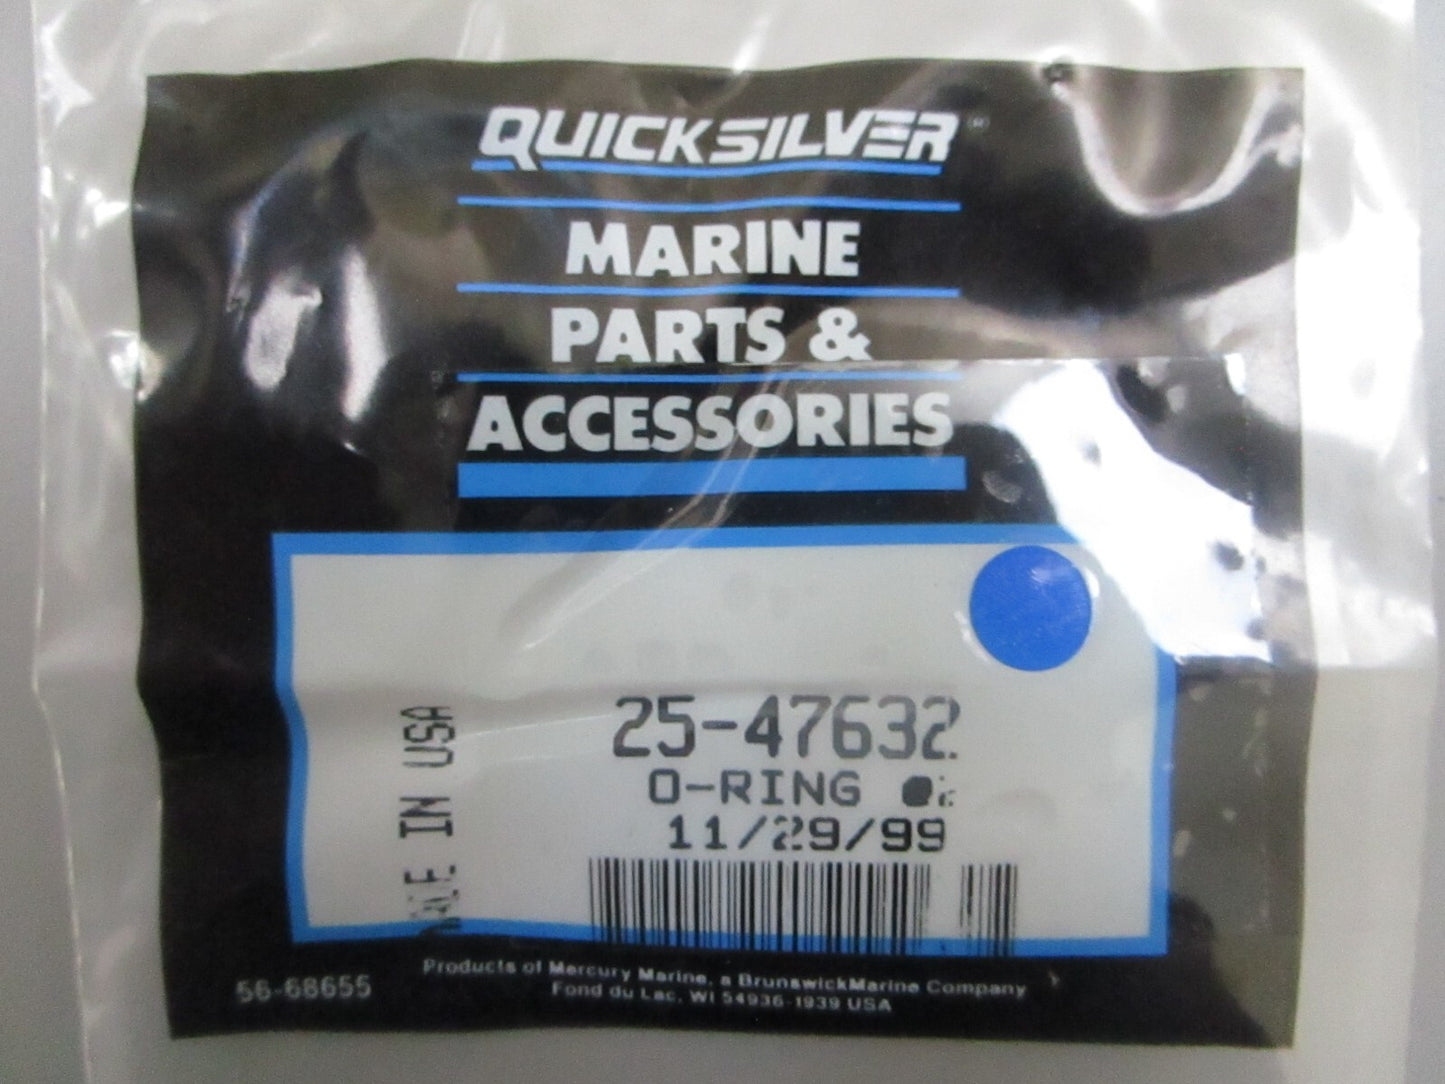 QUICKSILVER®
MARINE
PARTS &
ACCESSORIES
25-47632
O-RING
11/29/99
IN USA
56-68655
Products of Mercury Marine, a BrunswickMarine Company
Fond du Lac, WI 54936-1939 USA